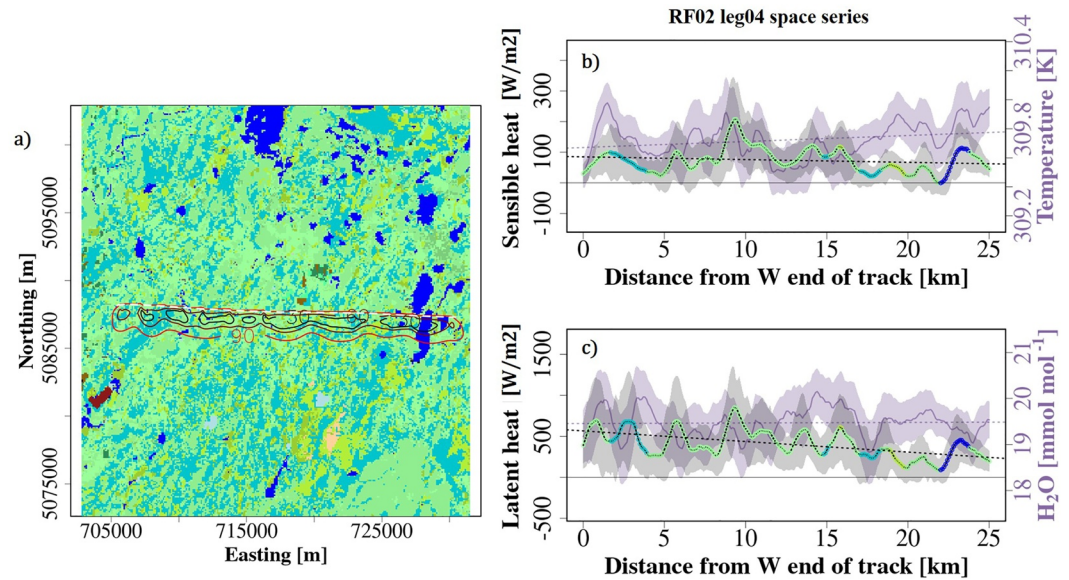 RF02 leg04 space series
a)
Northing [m]
5095000
5085000
5075000
90
705000
715000
725000
Easting [m]
b)
Sensible heat [W/m2]
300
100
-100
310.4
309.8
309.2
Temperature [K]
0
5
10
15
20
25
Distance from W end of track [km]
c)
Latent heat [W/m2]
1500
500
-500
21
20
19
18
H₂O [mmol mol⁻¹]
0
5
10
15
20
25
Distance from W end of track [km]